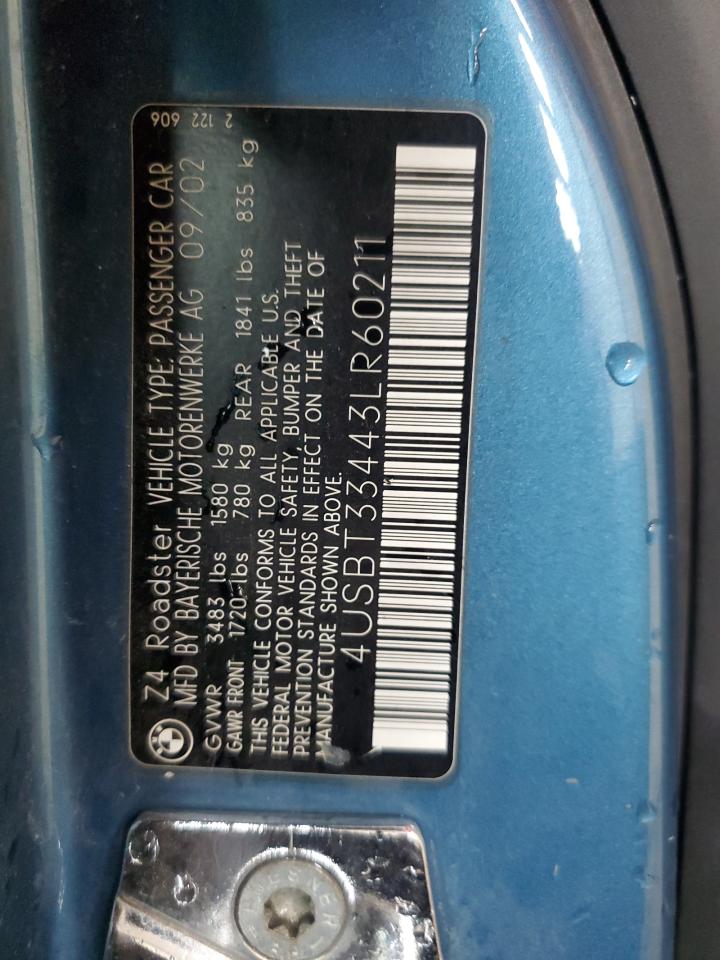 Z4 Roadster VEHICLE TYPE: PASSENGER CAR
MFD BY BAYERISCHE MOTORENWERKE AG 09/02
2 122 606
GVWR 3483 lbs 1580 kg
GAWR FRONT 1720 lbs 780 kg REAR 1841 lbs 835 kg
THIS VEHICLE CONFORMS TO ALL APPLICABLE U.S.
FEDERAL MOTOR VEHICLE SAFETY, BUMPER AND THEFT
PREVENTION STANDARDS IN EFFECT ON THE DATE OF
MANUFACTURE SHOWN ABOVE.
4USBT33443LR60211